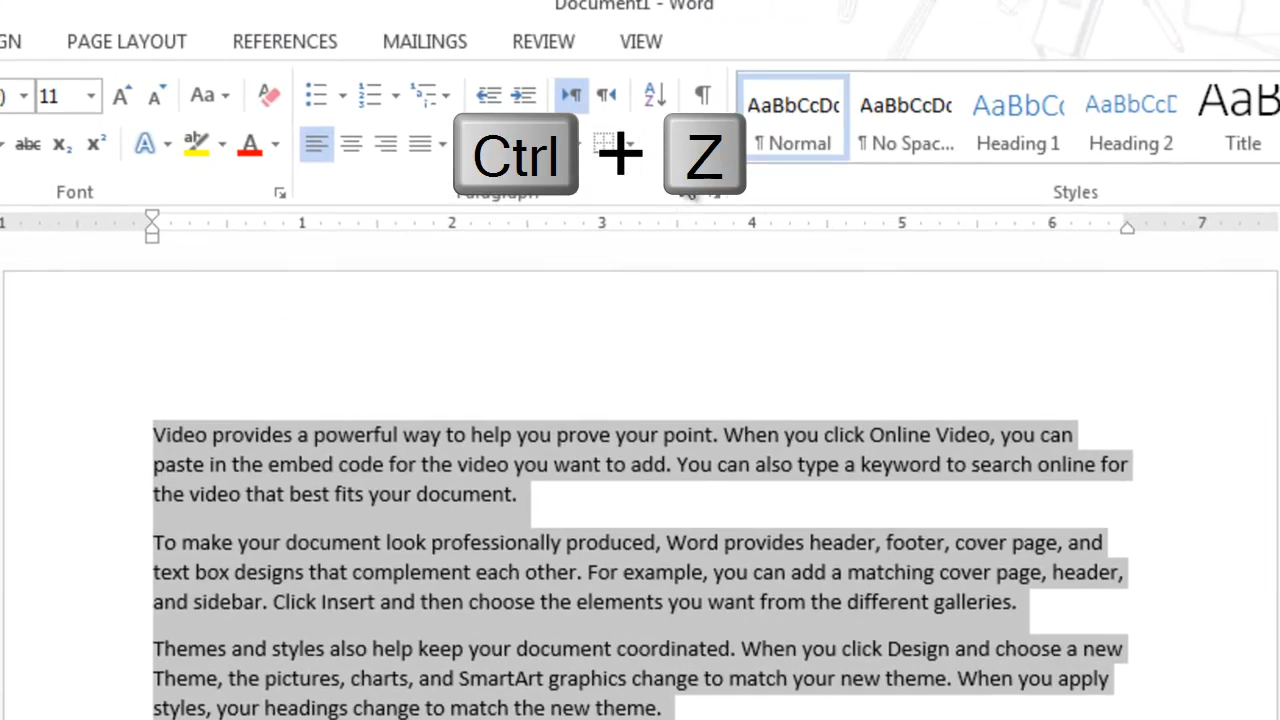 Document1 - Word
GN PAGE LAYOUT REFERENCES MAILINGS REVIEW VIEW
) 11 Aa AaBbCcDc AaBbCcDc AaBbCc AaBbCcD AaB
abc X₂ X² A ab A ¶ Normal ¶ No Spac... Heading 1 Heading 2 Title
Ctrl + Z
Font Styles
1 1 2 3 4 5 6 7
Video provides a powerful way to help you prove your point. When you click Online Video, you can
paste in the embed code for the video you want to add. You can also type a keyword to search online for
the video that best fits your document.
To make your document look professionally produced, Word provides header, footer, cover page, and
text box designs that complement each other. For example, you can add a matching cover page, header,
and sidebar. Click Insert and then choose the elements you want from the different galleries.
Themes and styles also help keep your document coordinated. When you click Design and choose a new
Theme, the pictures, charts, and SmartArt graphics change to match your new theme. When you apply
styles, your headings change to match the new theme.